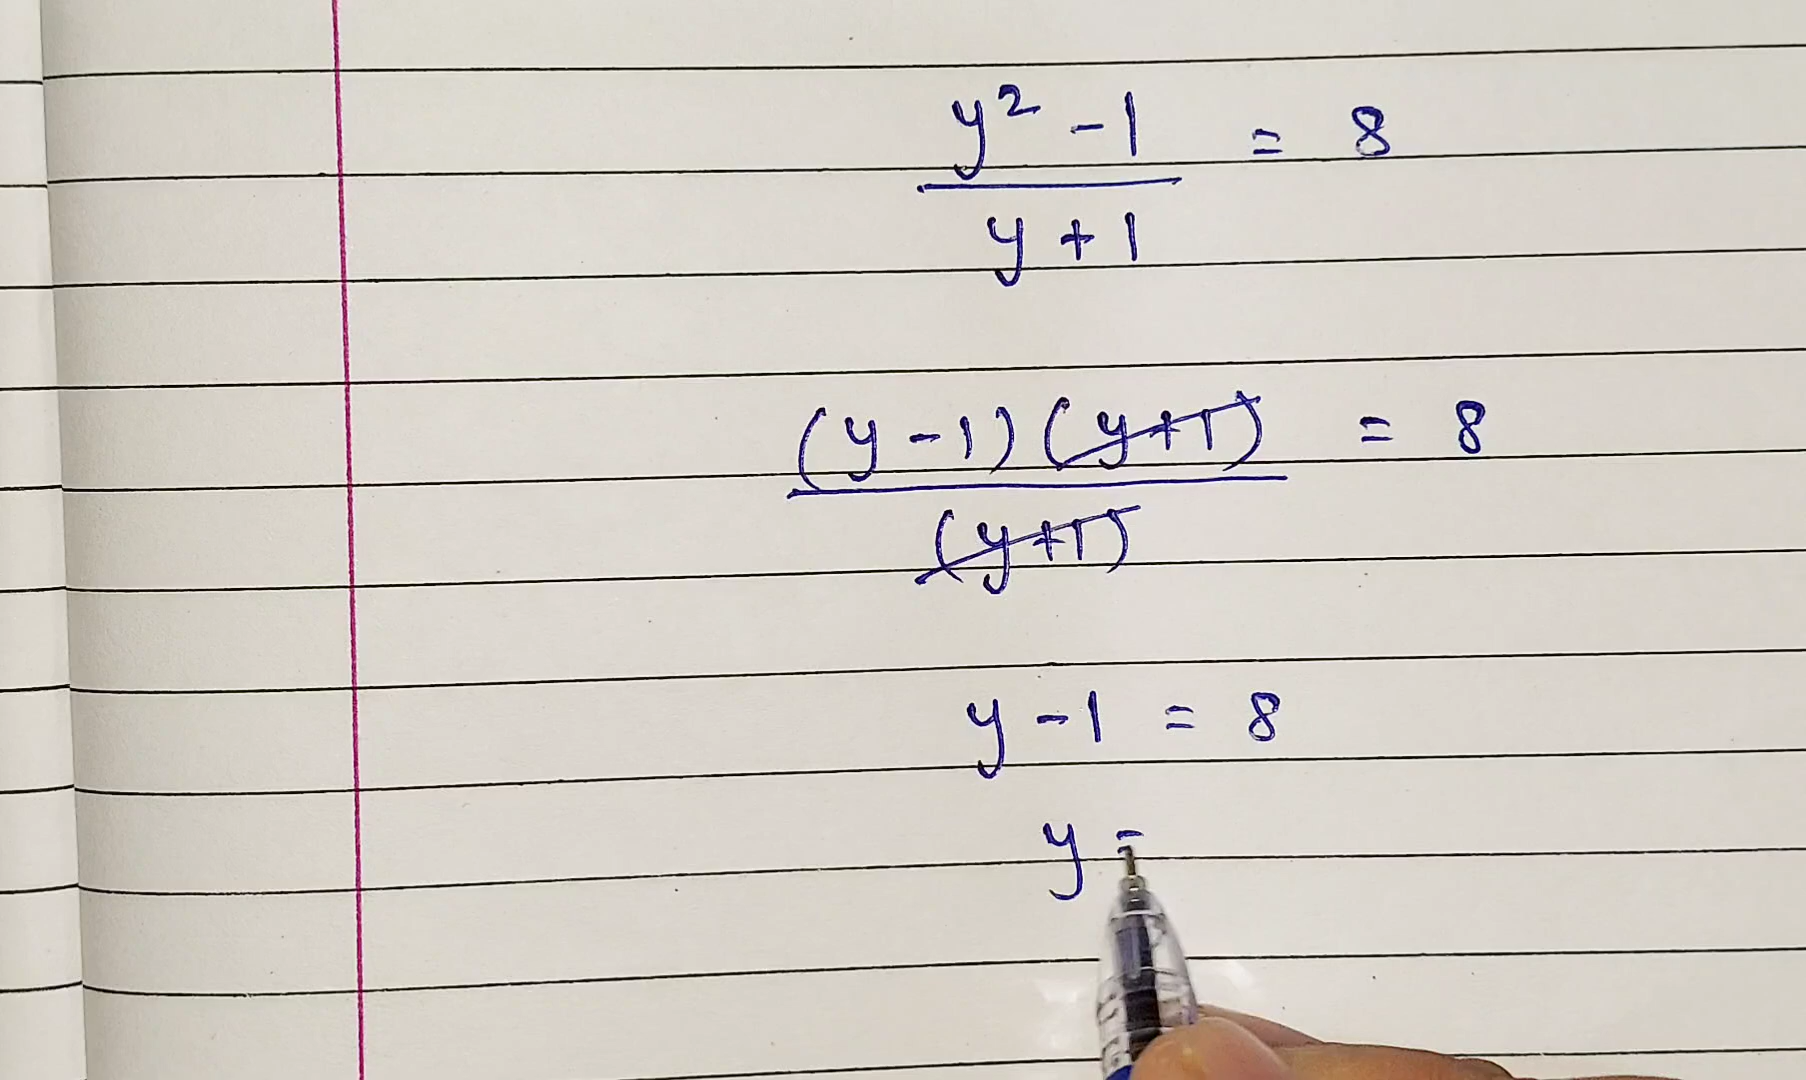 y² - 1 = 8
y + 1
(y - 1) (y + 1) = 8
(y + 1)
y - 1 = 8
y =